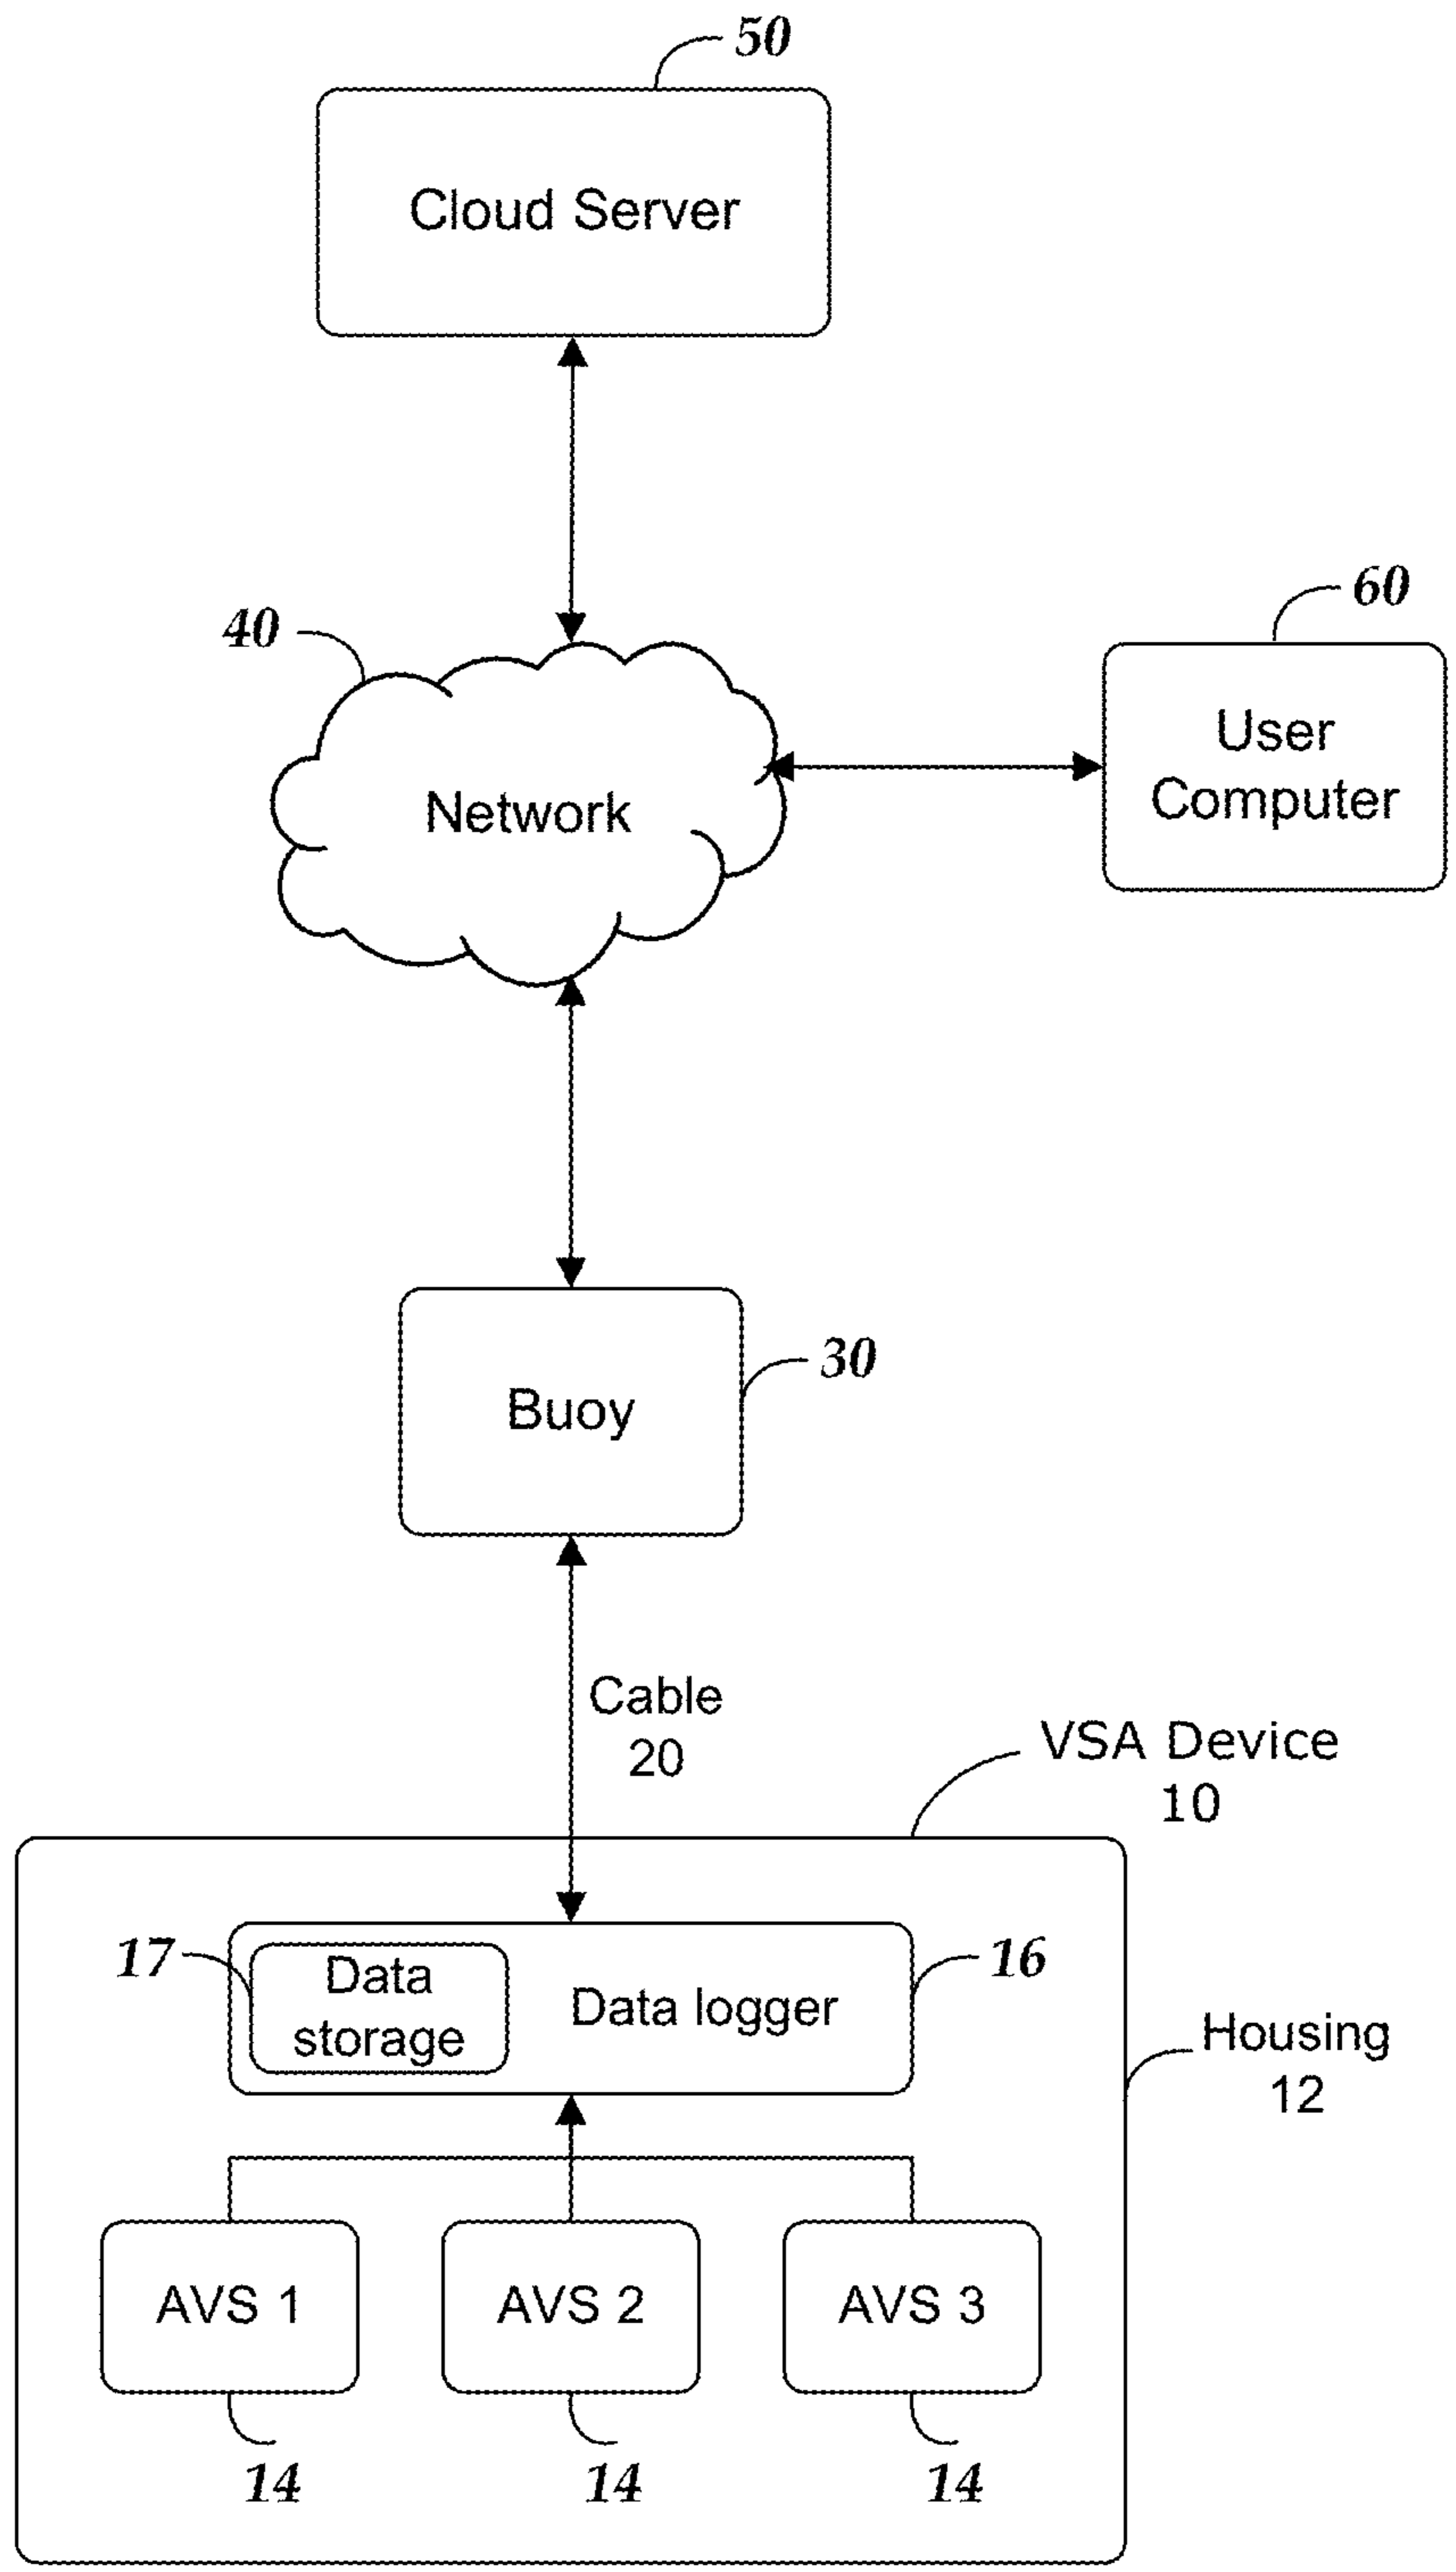 50
Cloud Server
40
60
User
Computer
Network
30
Buoy
Cable
20
VSA Device
10
17
Data
storage
Data logger
16
Housing
12
AVS 1
AVS 2
AVS 3
14
14
14